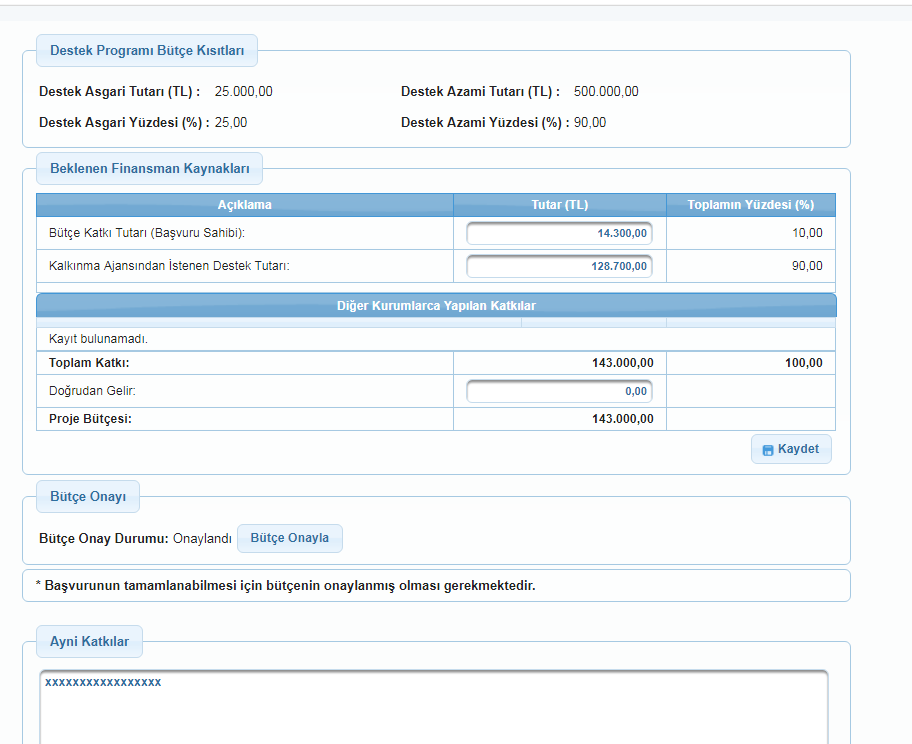 Destek Programı Bütçe Kısıtları
Destek Asgari Tutarı (TL) : 25.000,00 Destek Azami Tutarı (TL) : 500.000,00
Destek Asgari Yüzdesi (%) : 25,00 Destek Azami Yüzdesi (%) : 90,00
Beklenen Finansman Kaynakları
Açıklama Tutar (TL) Toplamın Yüzdesi (%)
Bütçe Katkı Tutarı (Başvuru Sahibi): 14.300,00 10,00
Kalkınma Ajansından İstenen Destek Tutarı: 128.700,00 90,00
Diğer Kurumlarca Yapılan Katkılar
Kayıt bulunamadı.
Toplam Katkı: 143.000,00 100,00
Doğrudan Gelir: 0,00
Proje Bütçesi: 143.000,00
Kaydet
Bütçe Onayı
Bütçe Onay Durumu: Onaylandı Bütçe Onayla
* Başvurunun tamamlanabilmesi için bütçenin onaylanmış olması gerekmektedir.
Ayni Katkılar
xxxxxxxxxxxxxxxxx